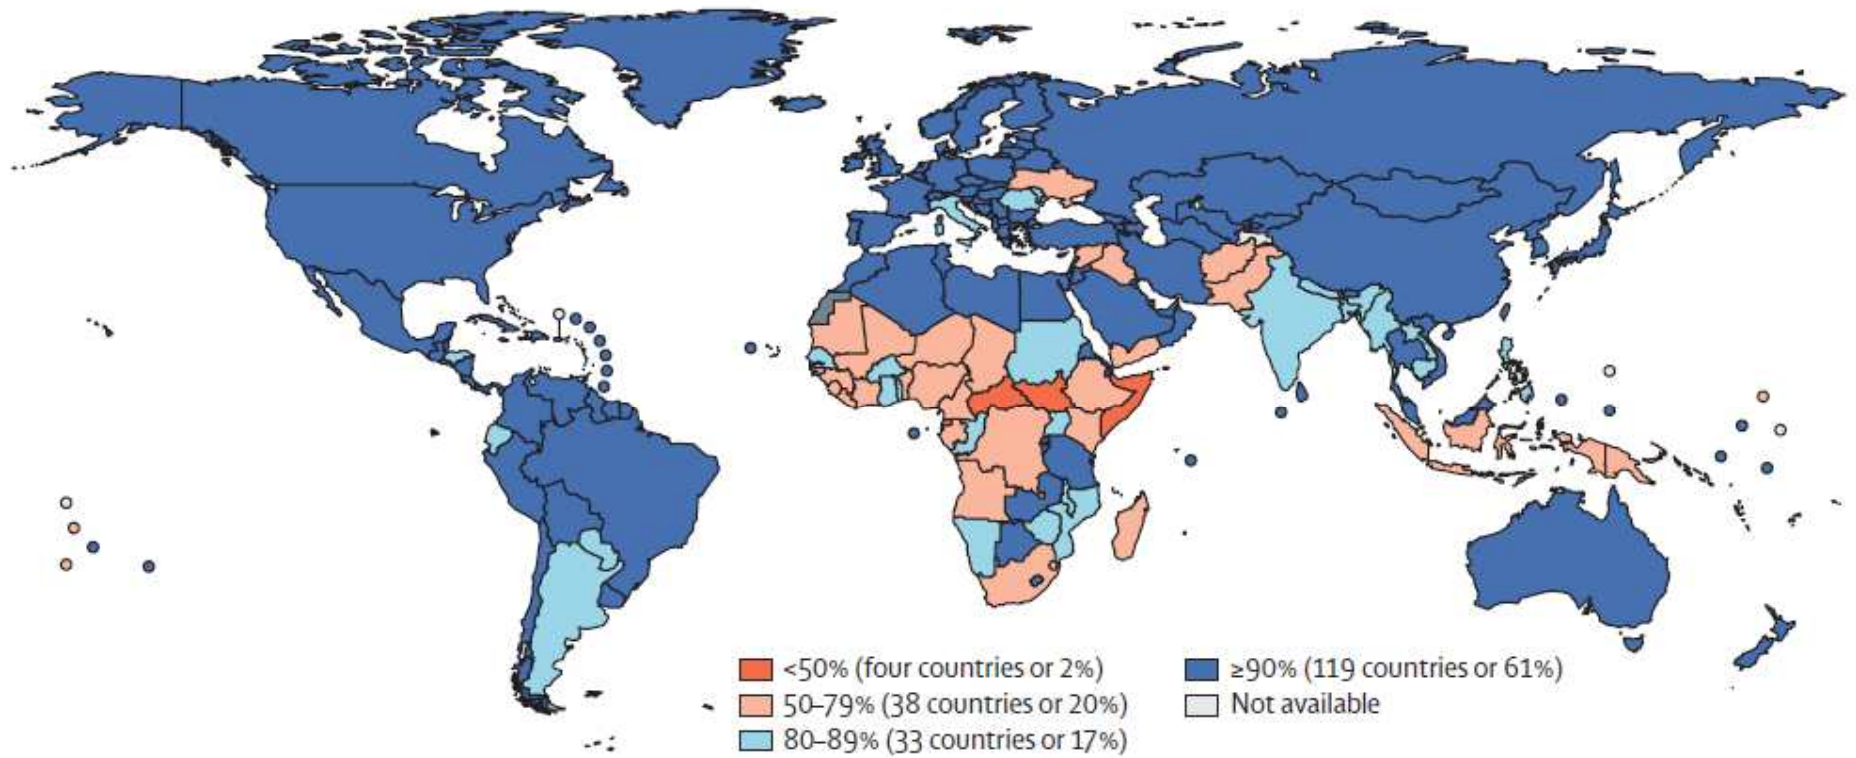 <50% (four countries or 2%)
50–79% (38 countries or 20%)
80–89% (33 countries or 17%)
≥90% (119 countries or 61%)
Not available